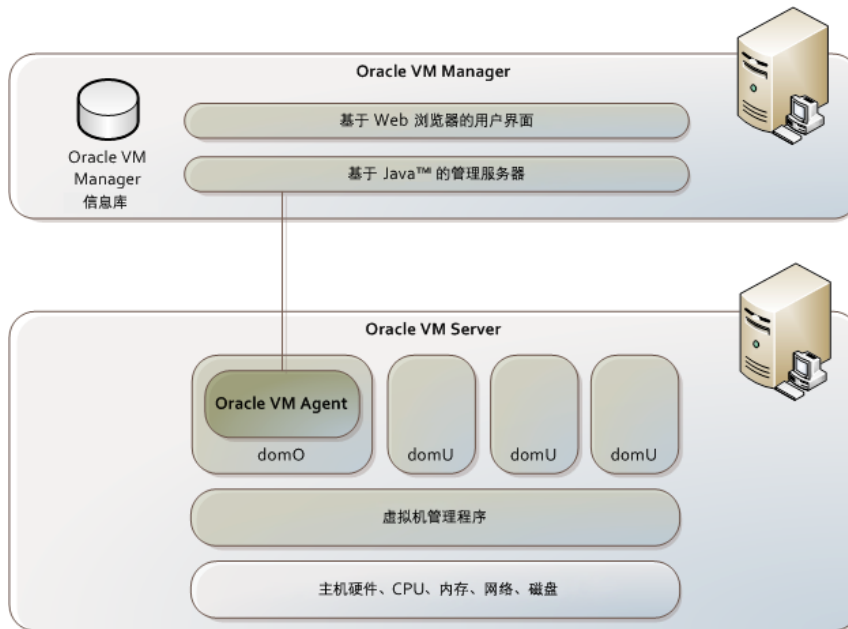 Oracle VM Manager
基于 Web 浏览器的用户界面
基于 Java™ 的管理服务器
Oracle VM
Manager
信息库
Oracle VM Server
Oracle VM Agent
domO
domU
domU
domU
虚拟机管理程序
主机硬件、CPU、内存、网络、磁盘